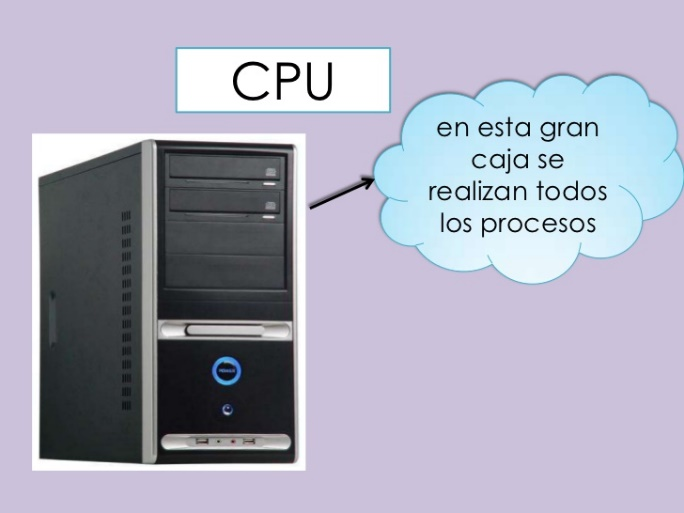 CPU
en esta gran
caja se
realizan todos
los procesos